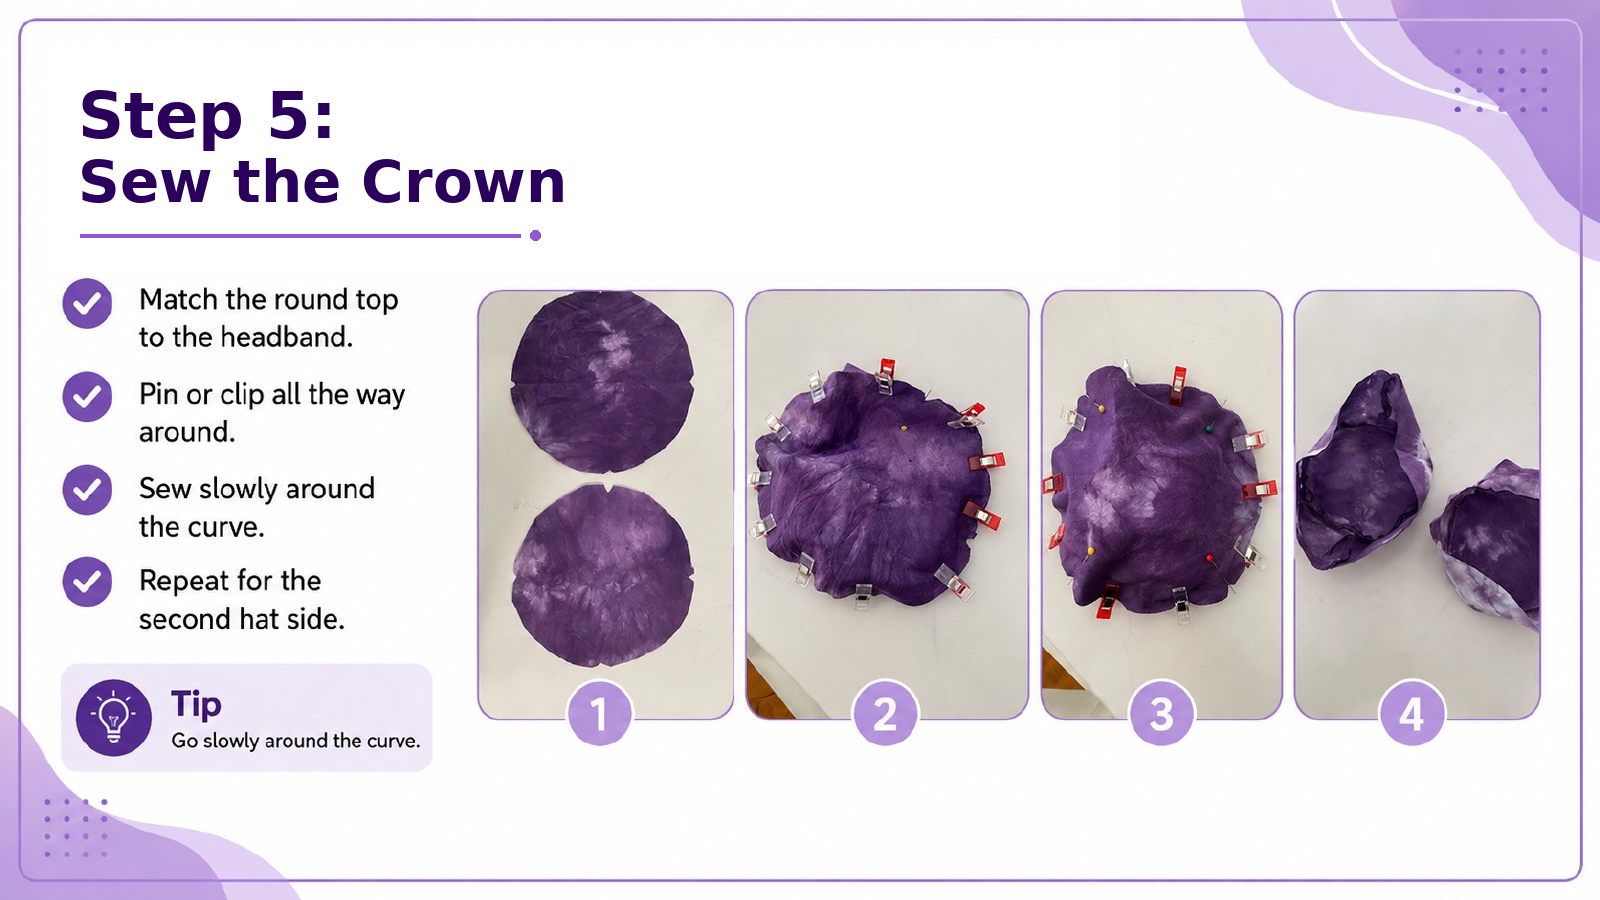 Step 5:
Sew the Crown
Match the round top
to the headband.
Pin or clip all the way
around.
Sew slowly around
the curve.
Repeat for the
second hat side.
Tip
Go slowly around the curve.
1
2
3
4